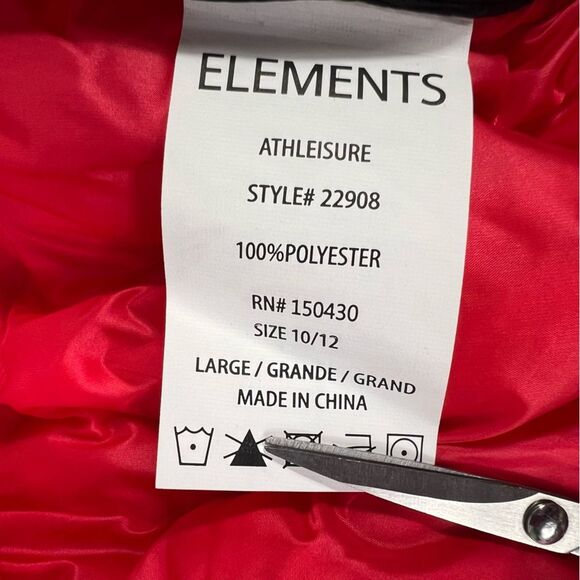 ELEMENTS
ATHLEISURE
STYLE# 22908
100%POLYESTER
RN# 150430
SIZE 10/12
LARGE / GRANDE / GRAND
MADE IN CHINA